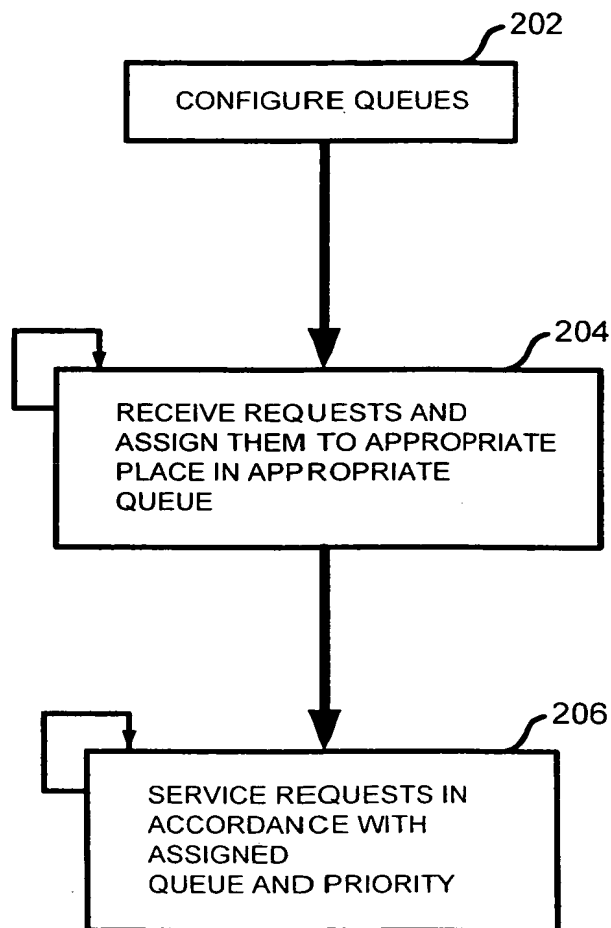 202
CONFIGURE QUEUES
204
RECEIVE REQUESTS AND
ASSIGN THEM TO APPROPRIATE
PLACE IN APPROPRIATE
QUEUE
206
SERVICE REQUESTS IN
ACCORDANCE WITH
ASSIGNED
QUEUE AND PRIORITY